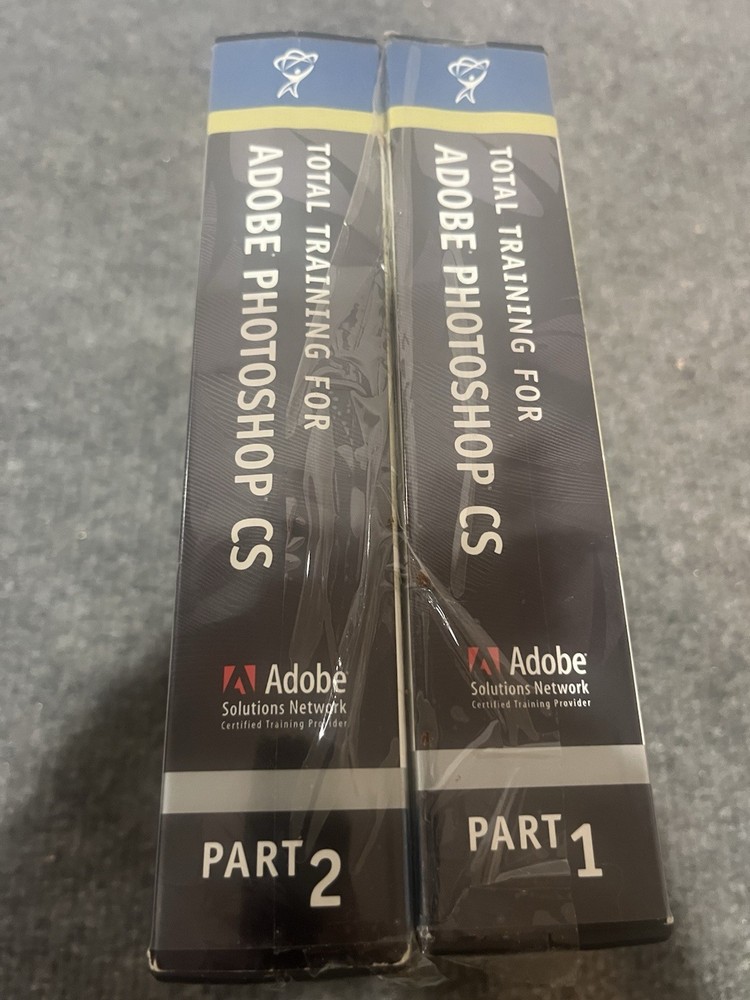 TOTAL TRAINING FOR
ADOBE® PHOTOSHOP® CS
Adobe®
Solutions Network
Certified Training Provider
PART 2
TOTAL TRAINING FOR
ADOBE® PHOTOSHOP® CS
Adobe®
Solutions Network
Certified Training Provider
PART 1